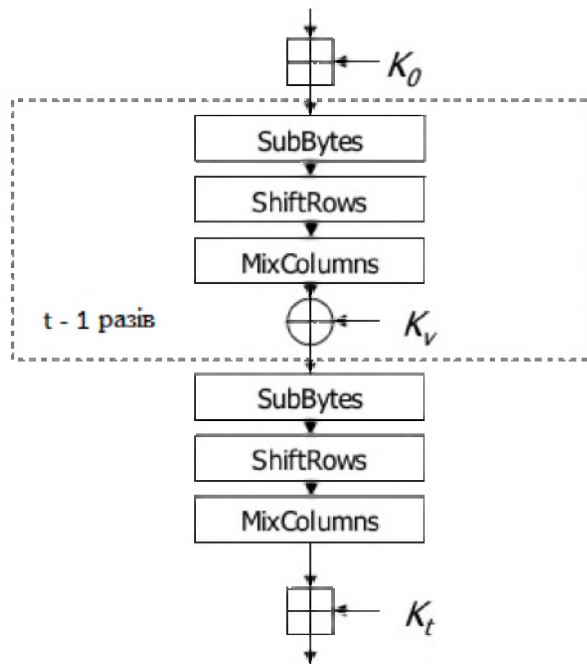 K₀
SubBytes
ShiftRows
MixColumns
t - 1 разів
Kᵥ
SubBytes
ShiftRows
MixColumns
Kₜ